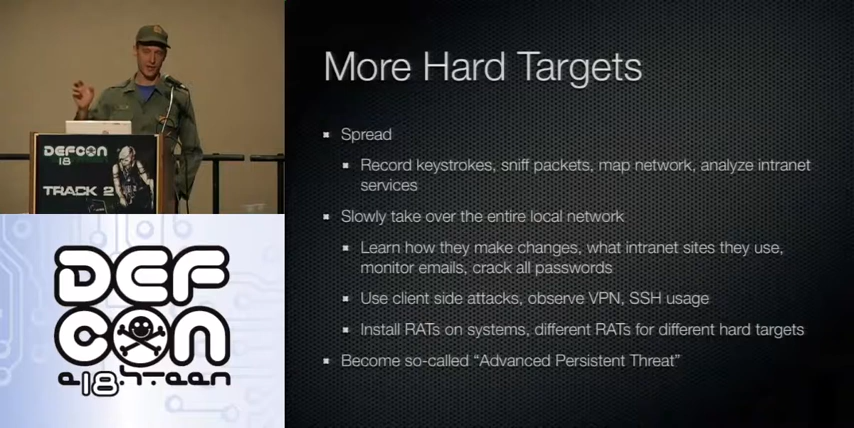 DEFCON
18
TRACK 2
DEF
CON
e18hteen
More Hard Targets
Spread
Record keystrokes, sniff packets, map network, analyze intranet
services
Slowly take over the entire local network
Learn how they make changes, what intranet sites they use,
monitor emails, crack all passwords
Use client side attacks, observe VPN, SSH usage
Install RATs on systems, different RATs for different hard targets
Become so-called “Advanced Persistent Threat”